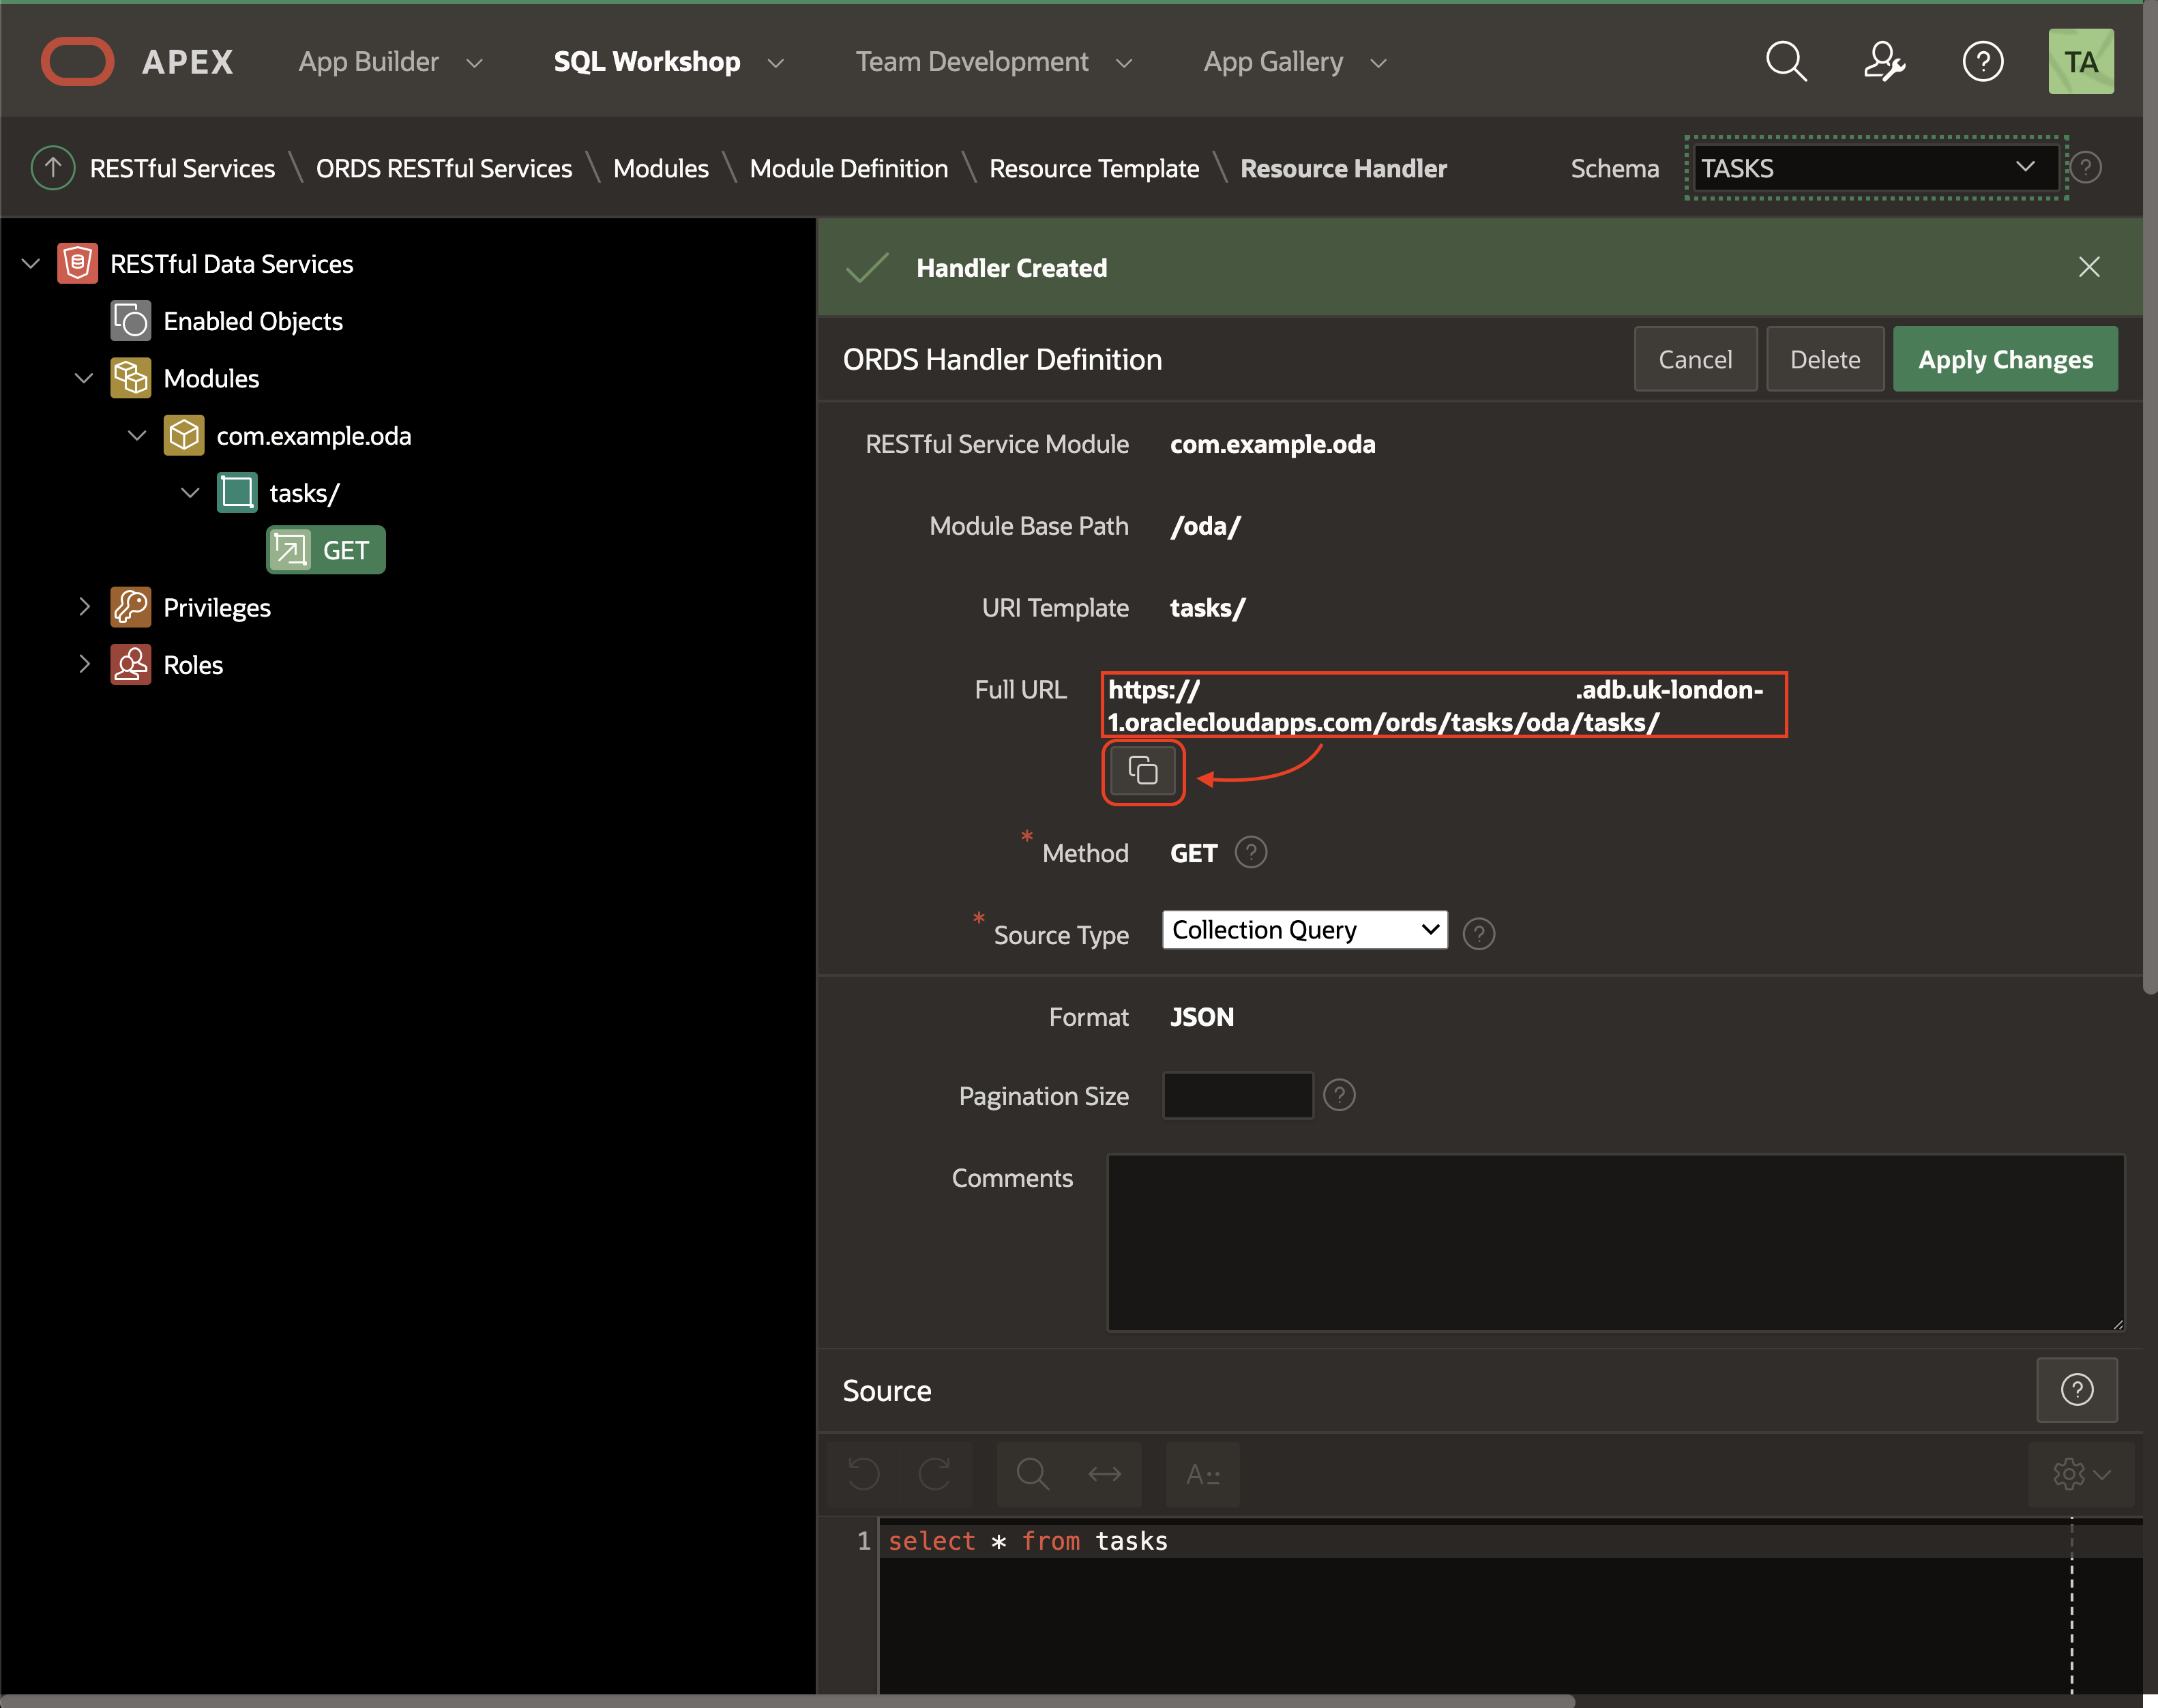 APEX App Builder SQL Workshop Team Development App Gallery TA
RESTful Services \ ORDS RESTful Services \ Modules \ Module Definition \ Resource Template \ Resource Handler Schema TASKS
RESTful Data Services
Enabled Objects
Modules
com.example.oda
tasks/
GET
Privileges
Roles
Handler Created
ORDS Handler Definition Cancel Delete Apply Changes
RESTful Service Module com.example.oda
Module Base Path /oda/
URI Template tasks/
Full URL https:// .adb.uk-london-
1.oraclecloudapps.com/ords/tasks/oda/tasks/
* Method GET
* Source Type Collection Query
Format JSON
Pagination Size
Comments
Source
1 select * from tasks